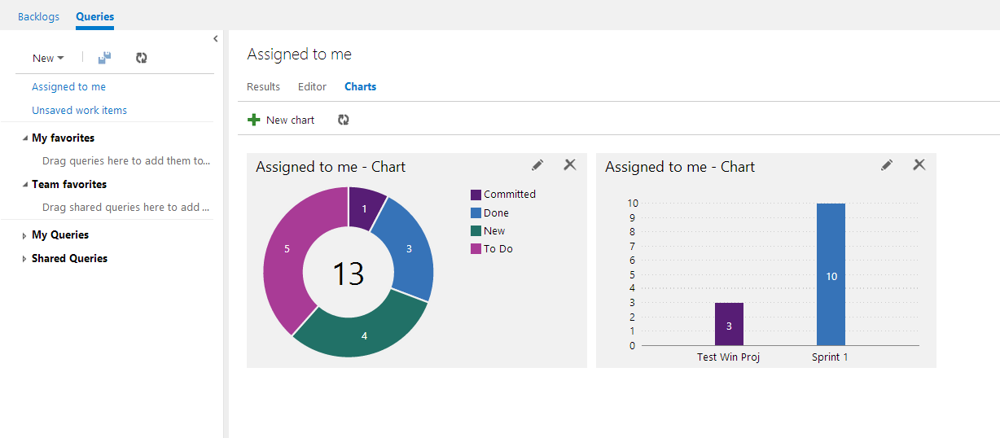 Backlogs Queries
New
Assigned to me
Unsaved work items
My favorites
Drag queries here to add them to...
Team favorites
Drag shared queries here to add ...
My Queries
Shared Queries
Assigned to me
Results Editor Charts
New chart
Assigned to me - Chart
1
3
4
5
13
Committed
Done
New
To Do
Assigned to me - Chart
10
9
8
7
6
5
4
3
2
1
0
3
10
Test Win Proj Sprint 1